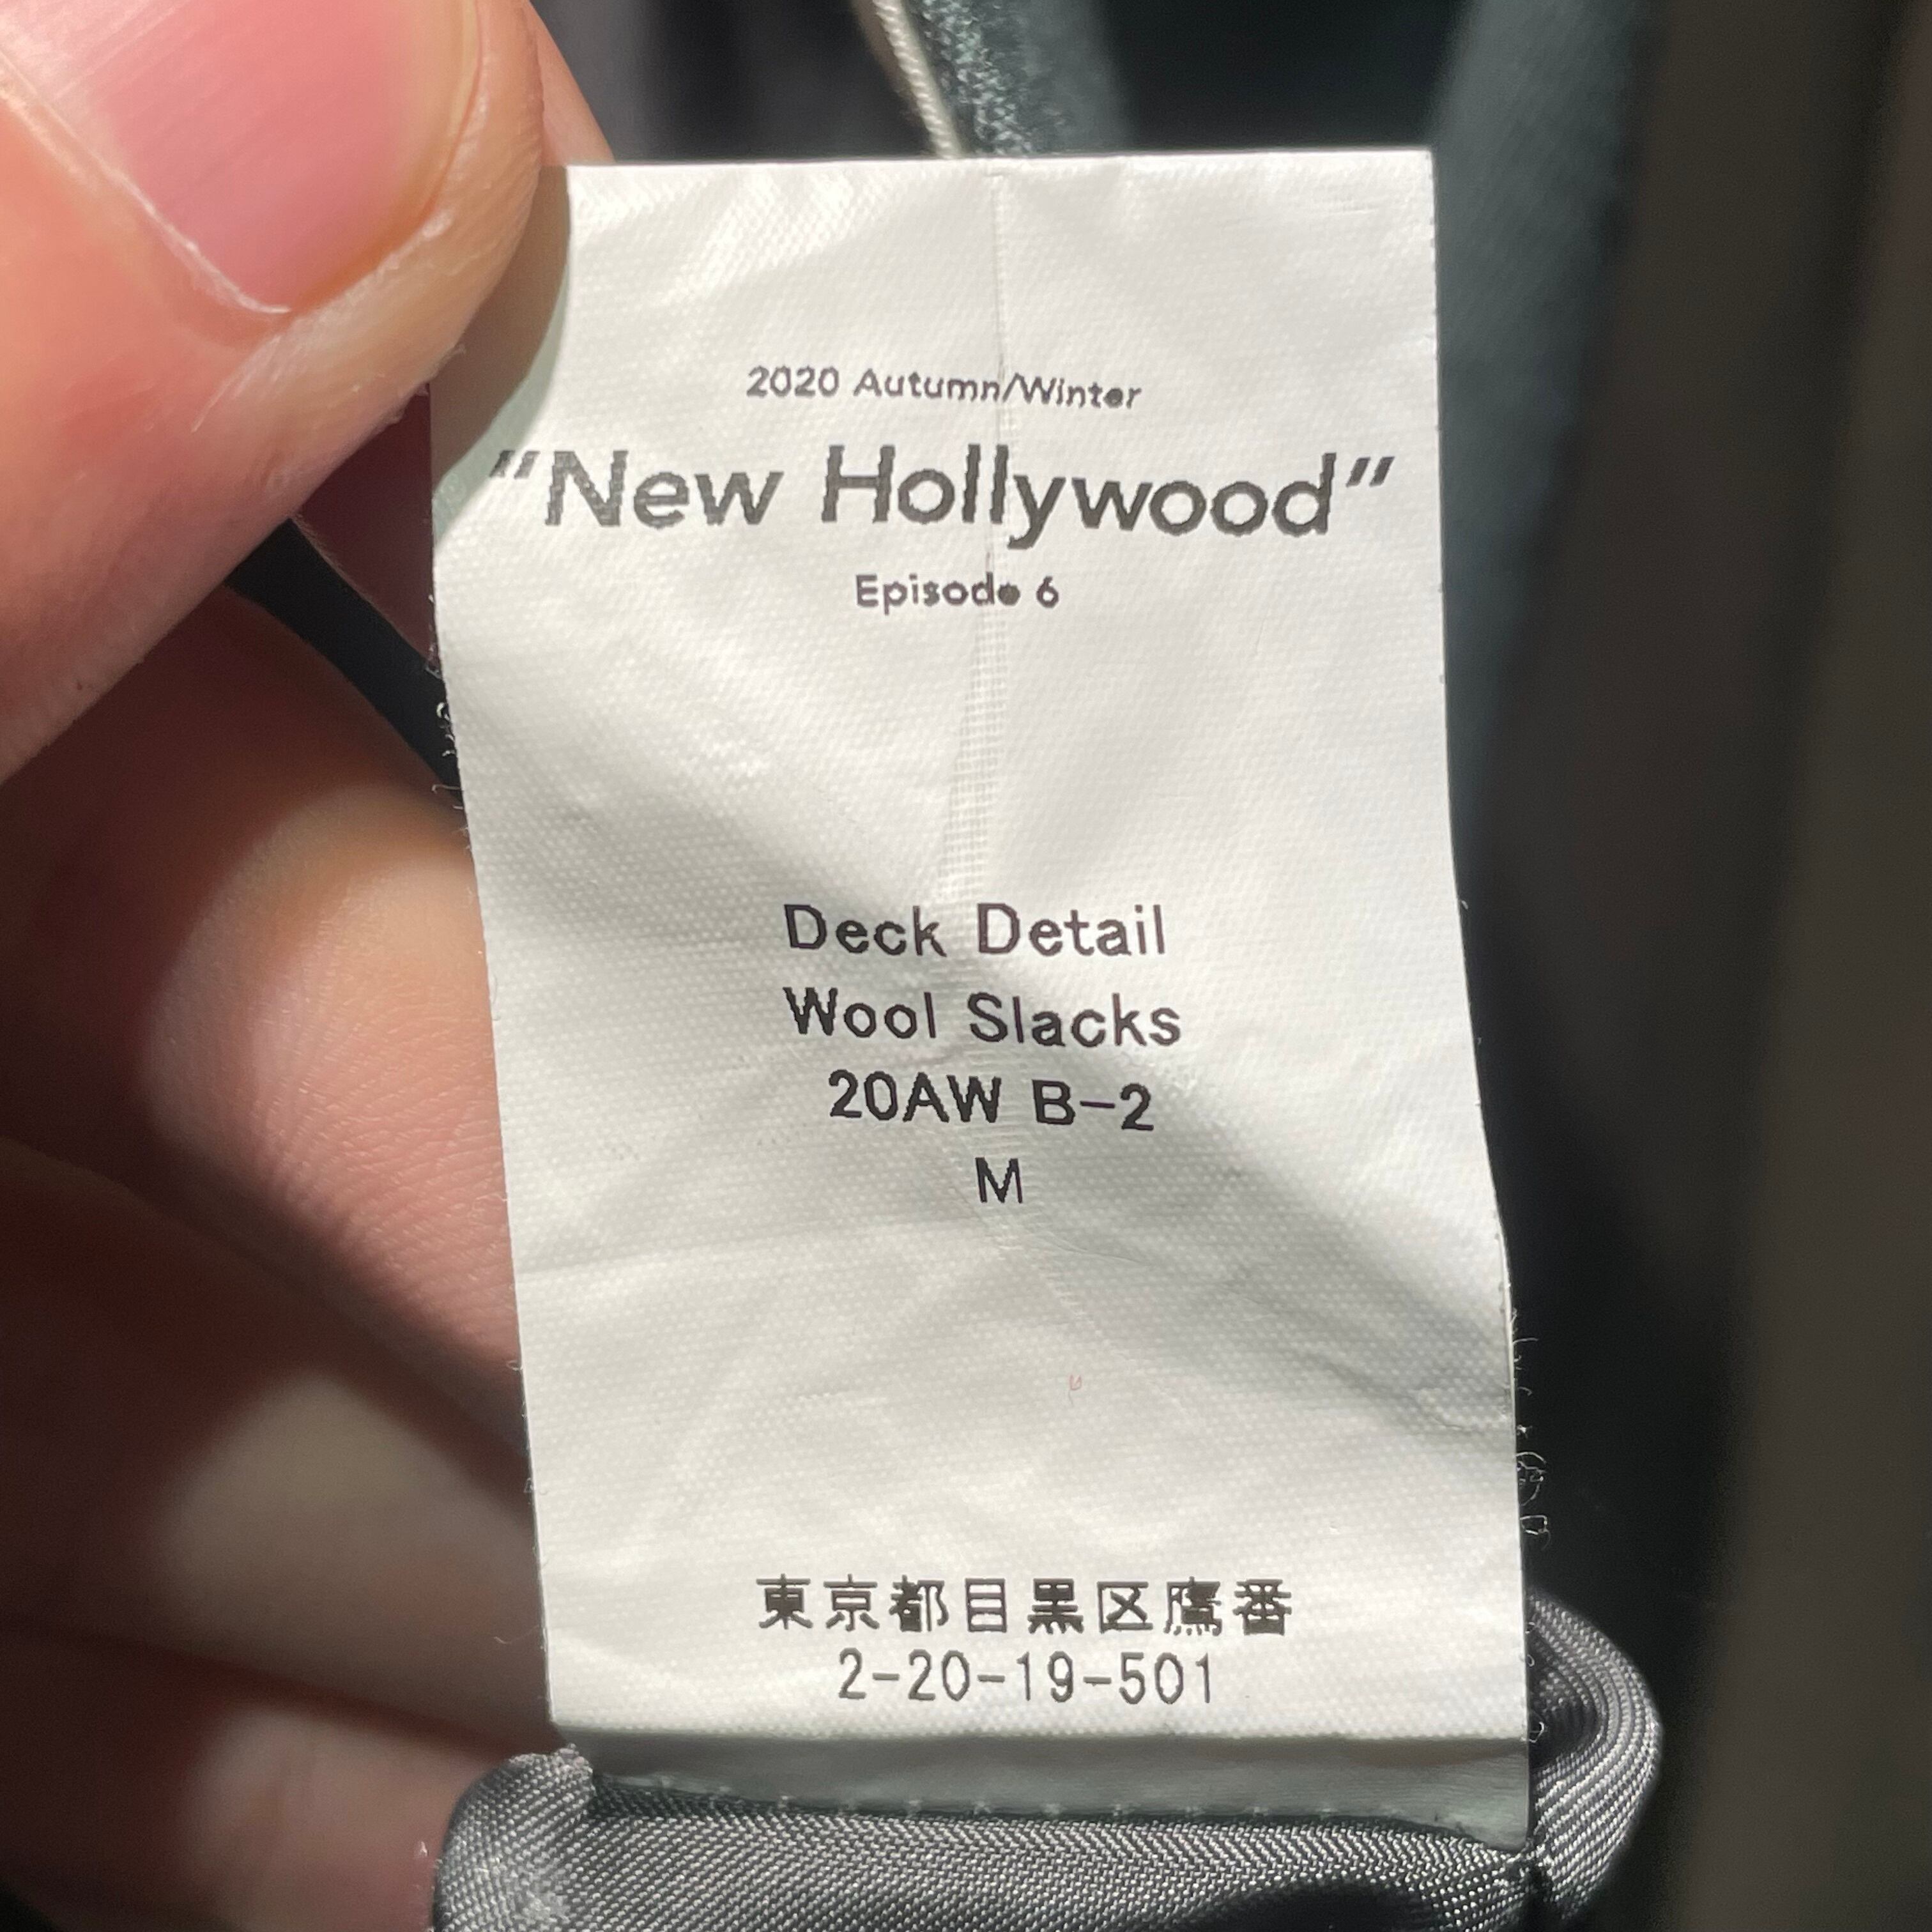 2020 Autumn/Winter
"New Hollywood"
Episode 6
Deck Detail
Wool Slacks
20AW B-2
M
東京都目黒区鷹番
2-20-19-501